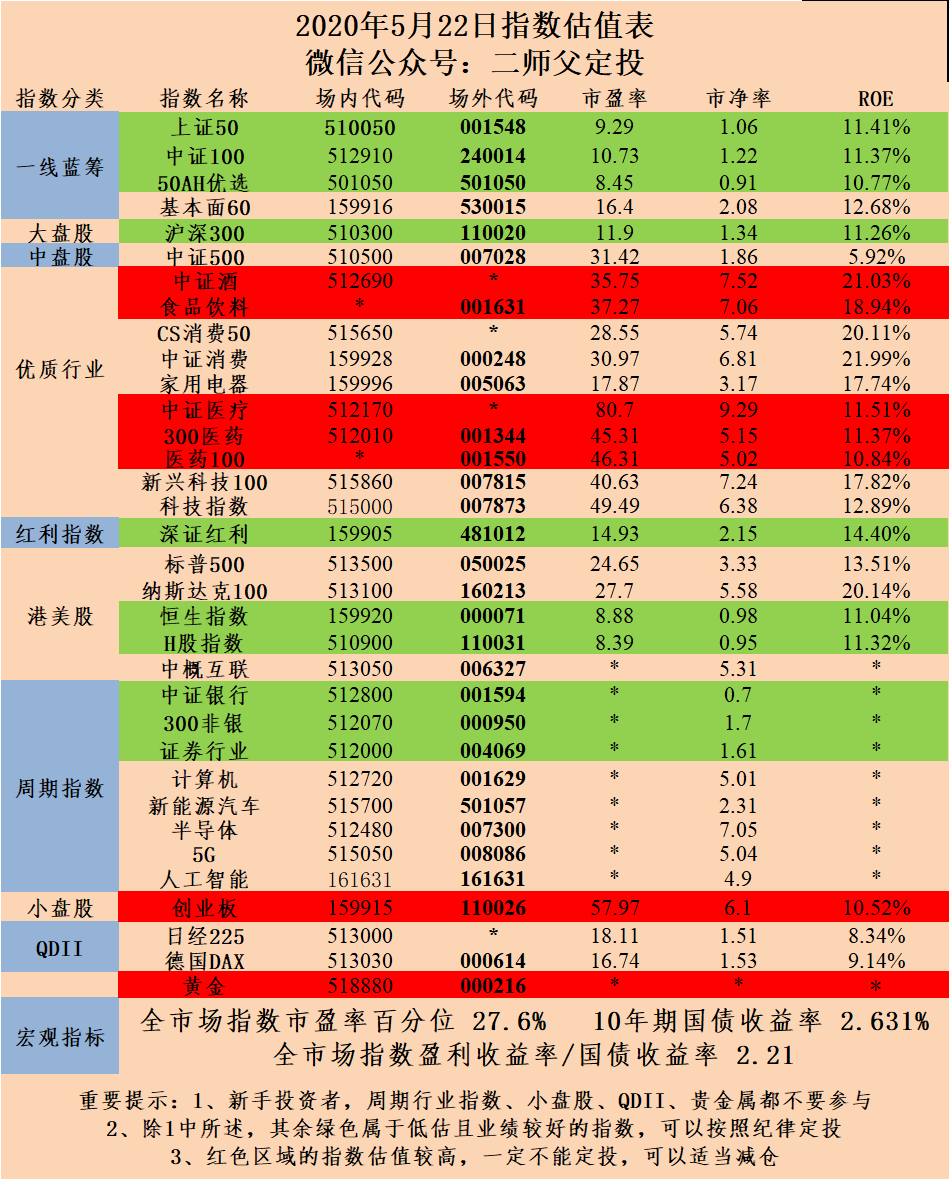 2020年5月22日指数估值表
微信公众号：二师父定投
指数分类 指数名称 场内代码 场外代码 市盈率 市净率 ROE
一线蓝筹 上证50 510050 001548 9.29 1.06 11.41%
中证100 512910 240014 10.73 1.22 11.37%
50AH优选 501050 501050 8.45 0.91 10.77%
基本面60 159916 530015 16.4 2.08 12.68%
大盘股 沪深300 510300 110020 11.9 1.34 11.26%
中盘股 中证500 510500 007028 31.42 1.86 5.92%
优质行业 中证酒 512690 * 35.75 7.52 21.03%
食品饮料 * 001631 37.27 7.06 18.94%
CS消费50 515650 * 28.55 5.74 20.11%
中证消费 159928 000248 30.97 6.81 21.99%
家用电器 159996 005063 17.87 3.17 17.74%
中证医疗 512170 * 80.7 9.29 11.51%
300医药 512010 001344 45.31 5.15 11.37%
医药100 * 001550 46.31 5.02 10.84%
新兴科技100 515860 007815 40.63 7.24 17.82%
科技指数 515000 007873 49.49 6.38 12.89%
红利指数 深证红利 159905 481012 14.93 2.15 14.40%
港美股 标普500 513500 050025 24.65 3.33 13.51%
纳斯达克100 513100 160213 27.7 5.58 20.14%
恒生指数 159920 000071 8.88 0.98 11.04%
H股指数 510900 110031 8.39 0.95 11.32%
中概互联 513050 006327 * 5.31 *
周期指数 中证银行 512800 001594 * 0.7 *
300非银 512070 000950 * 1.7 *
证券行业 512000 004069 * 1.61 *
计算机 512720 001629 * 5.01 *
新能源汽车 515700 501057 * 2.31 *
半导体 512480 007300 * 7.05 *
5G 515050 008086 * 5.04 *
人工智能 161631 161631 * 4.9 *
小盘股 创业板 159915 110026 57.97 6.1 10.52%
QDII 日经225 513000 * 18.11 1.51 8.34%
德国DAX 513030 000614 16.74 1.53 9.14%
黄金 518880 000216 * * *
宏观指标 全市场指数市盈率百分位 27.6% 10年期国债收益率 2.631%
全市场指数盈利收益率/国债收益率 2.21
重要提示：1、新手投资者，周期行业指数、小盘股、QDII、贵金属都不要参与
2、除1中所述，其余绿色属于低估且业绩较好的指数，可以按照纪律定投
3、红色区域的指数估值较高，一定不能定投，可以适当减仓